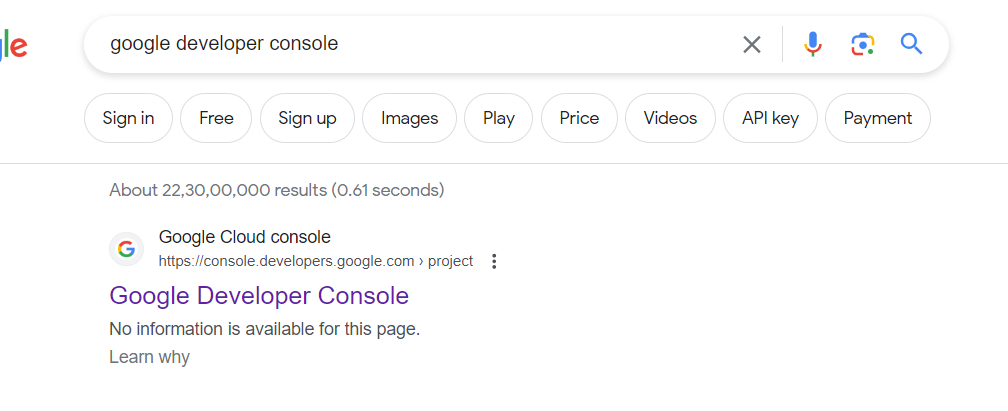 le
google developer console
Sign in Free Sign up Images Play Price Videos API key Payment
About 22,30,00,000 results (0.61 seconds)
G
Google Cloud console
https://console.developers.google.com › project
Google Developer Console
No information is available for this page.
Learn why